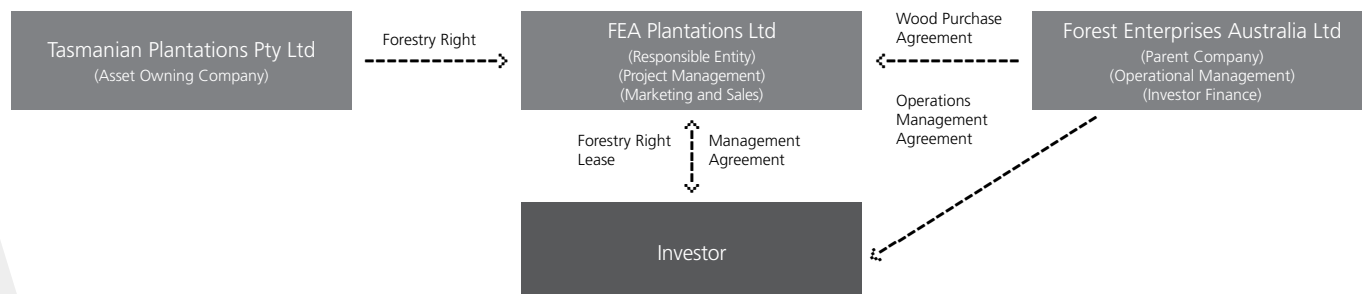 Tasmanian Plantations Pty Ltd
(Asset Owning Company)
Forestry Right
FEA Plantations Ltd
(Responsible Entity)
(Project Management)
(Marketing and Sales)
Wood Purchase
Agreement
Operations
Management
Agreement
Forest Enterprises Australia Ltd
(Parent Company)
(Operational Management)
(Investor Finance)
Forestry Right
Lease
Management
Agreement
Investor